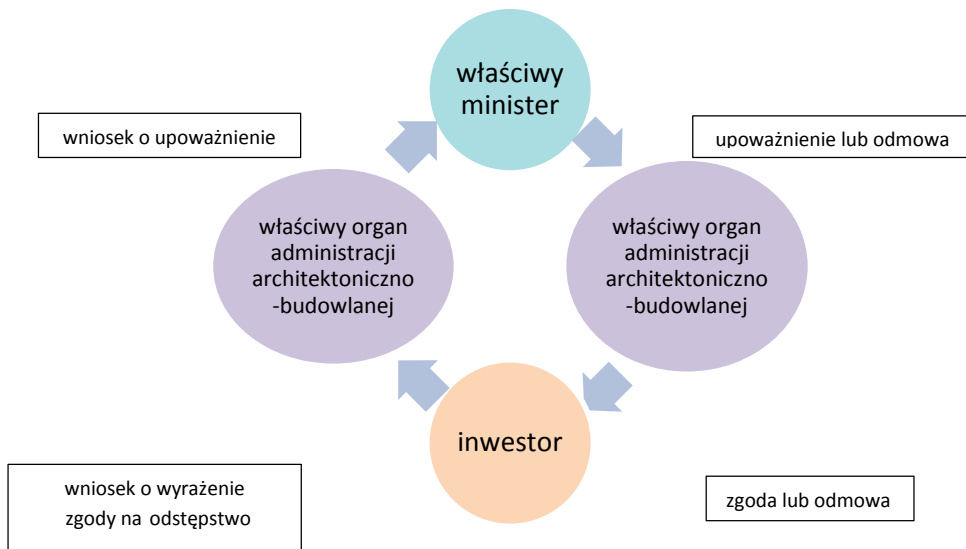 właściwy
minister
wniosek o upoważnienie
upoważnienie lub odmowa
właściwy organ
administracji
architektoniczno
-budowlanej
właściwy organ
administracji
architektoniczno
-budowlanej
inwestor
wniosek o wyrażenie
zgody na odstępstwo
zgoda lub odmowa